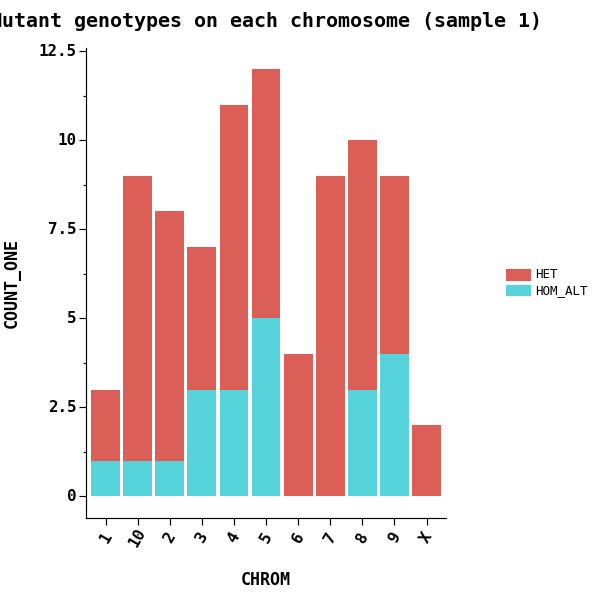 utant genotypes on each chromosome (sample 1)
12.5
10
7.5
5
2.5
0
COUNT_ONE
1 10 2 3 4 5 6 7 8 9 X
CHROM
HET
HOM_ALT